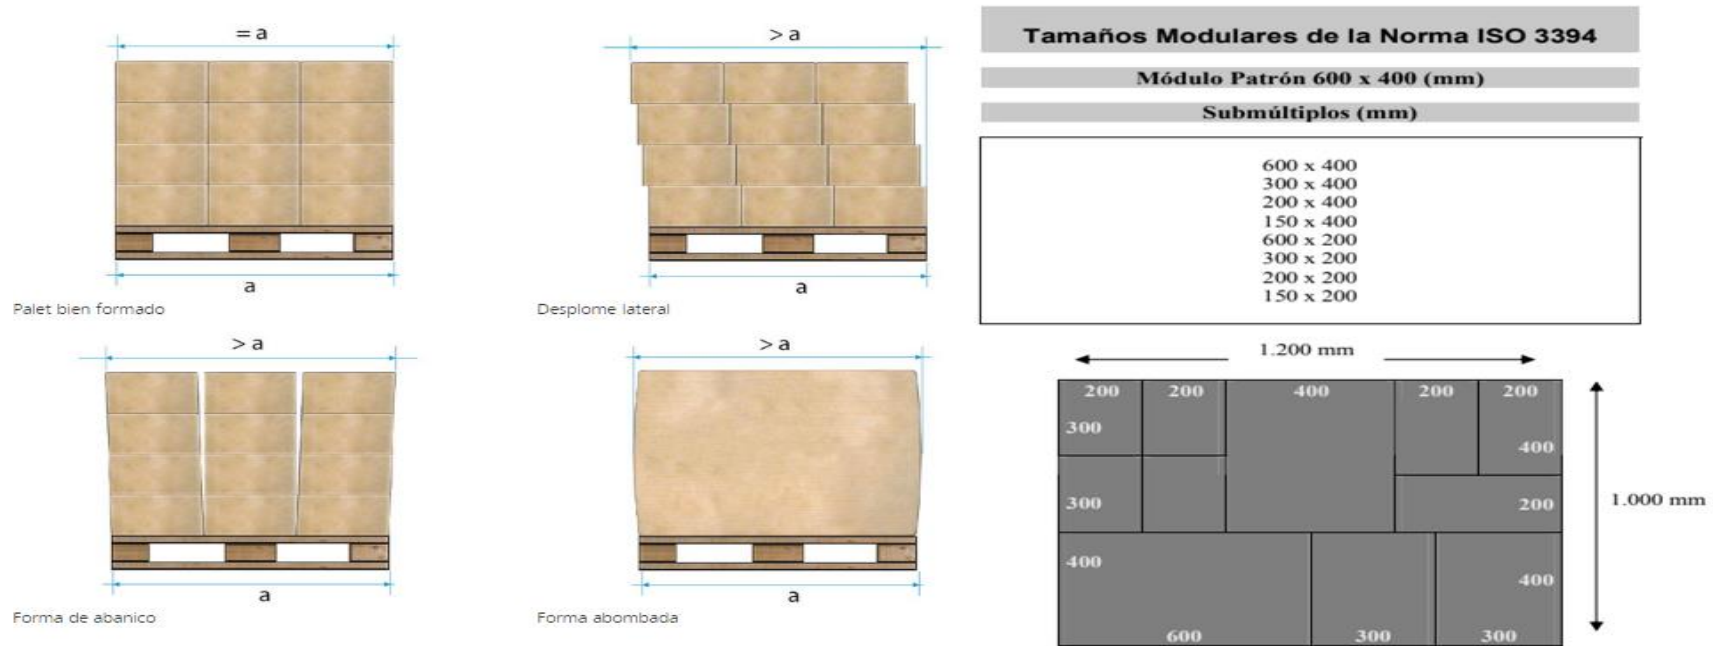 = a
a
Palet bien formado
> a
a
Desplome lateral
> a
a
Forma de abanico
> a
a
Forma abombada
Tamaños Modulares de la Norma ISO 3394
Módulo Patrón 600 x 400 (mm)
Submúltiplos (mm)
600 x 400
300 x 400
200 x 400
150 x 400
600 x 200
300 x 200
200 x 200
150 x 200
1.200 mm
200 200 400 200 200
300
400
300
200
1.000 mm
400
400
600 300 300